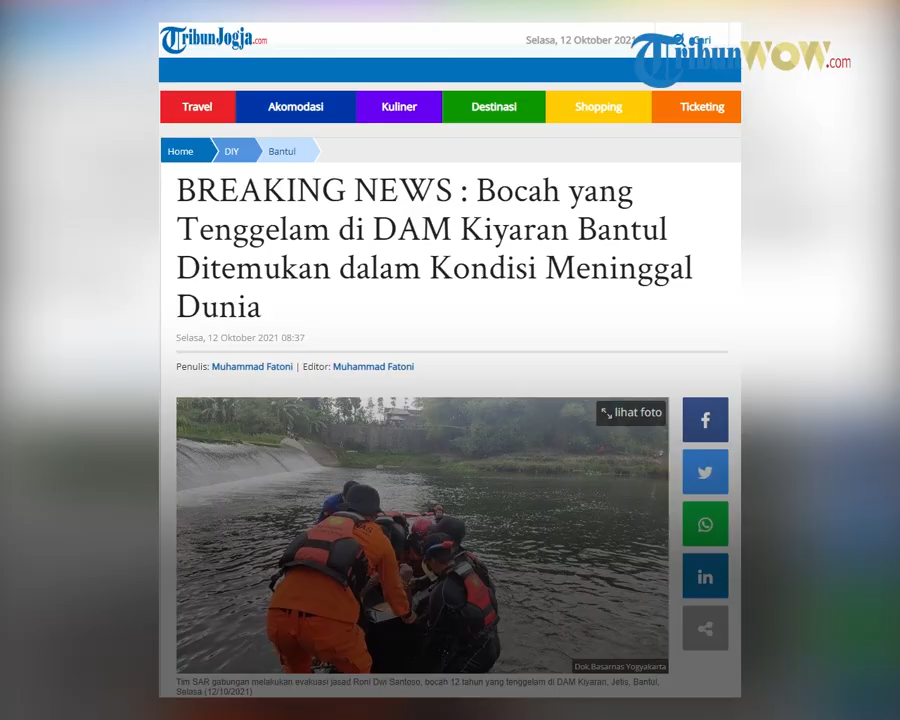 TribunJogja.com
Selasa, 12 Oktober 2021
Cari
TribunWOW.com
Travel
Akomodasi
Kuliner
Destinasi
Shopping
Ticketing
Home
DIY
Bantul
BREAKING NEWS : Bocah yang
Tenggelam di DAM Kiyaran Bantul
Ditemukan dalam Kondisi Meninggal
Dunia
Selasa, 12 Oktober 2021 08:37
Penulis: Muhammad Fatoni | Editor: Muhammad Fatoni
lihat foto
Dok.Basarnas Yogyakarta
Tim SAR gabungan melakukan evakuasi jasad Roni Dwi Santoso, bocah 12 tahun yang tenggelam di DAM Kiyaran, Jetis, Bantul,
Selasa (12/10/2021)